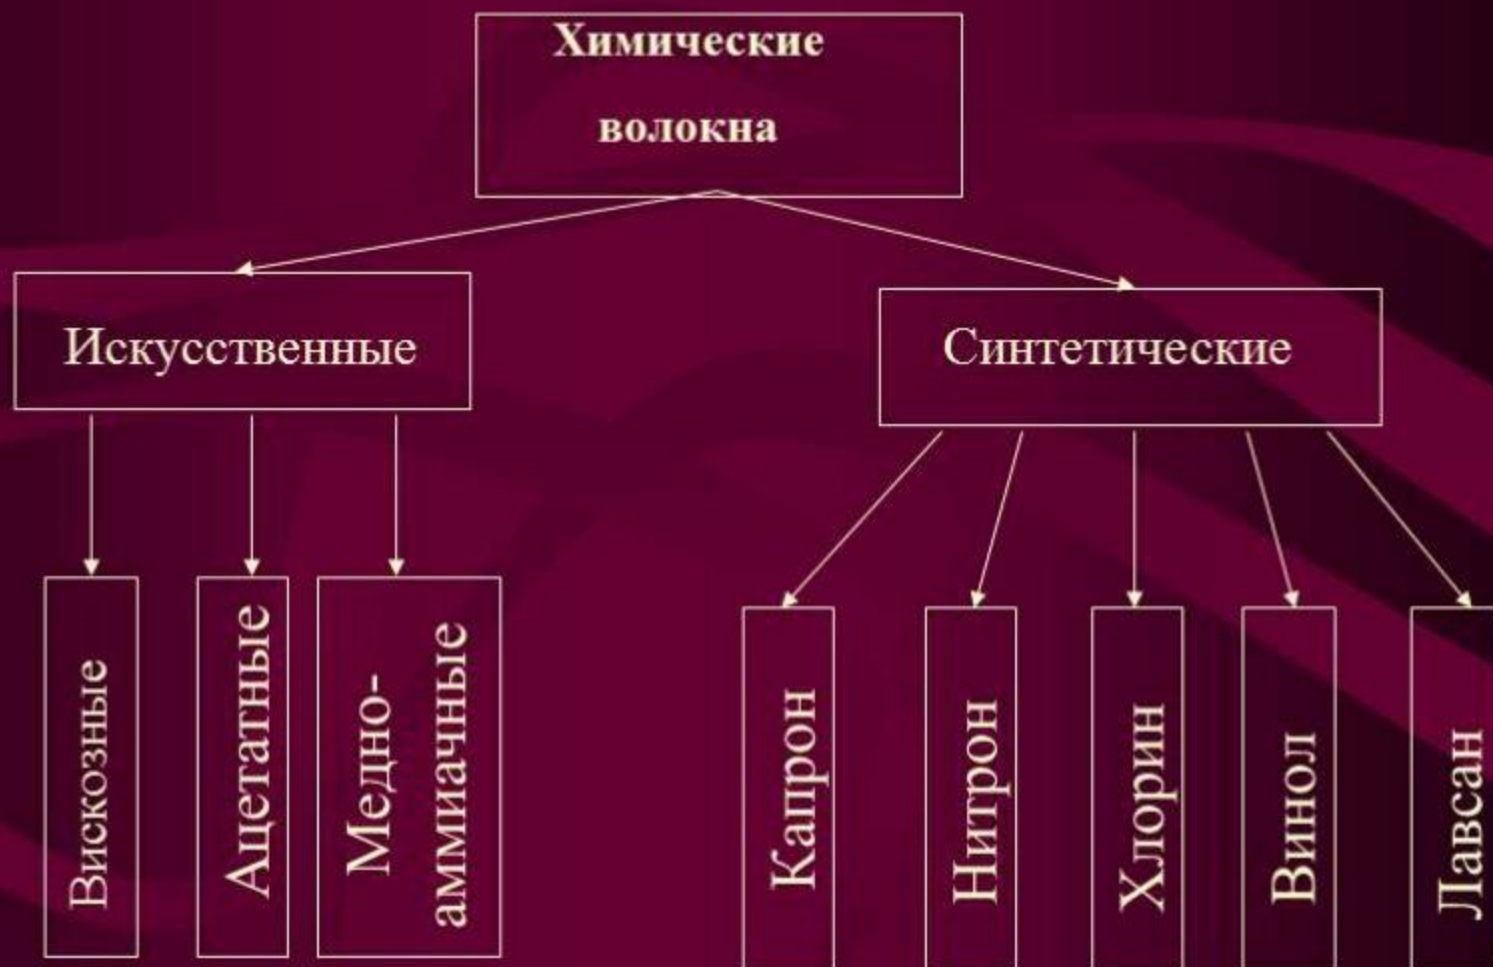 Химические
волокна
Искусственные
Синтетические
Вискозные
Ацетатные
Медно-
аммиачные
Капрон
Нитрон
Хлорин
Винол
Лавсан